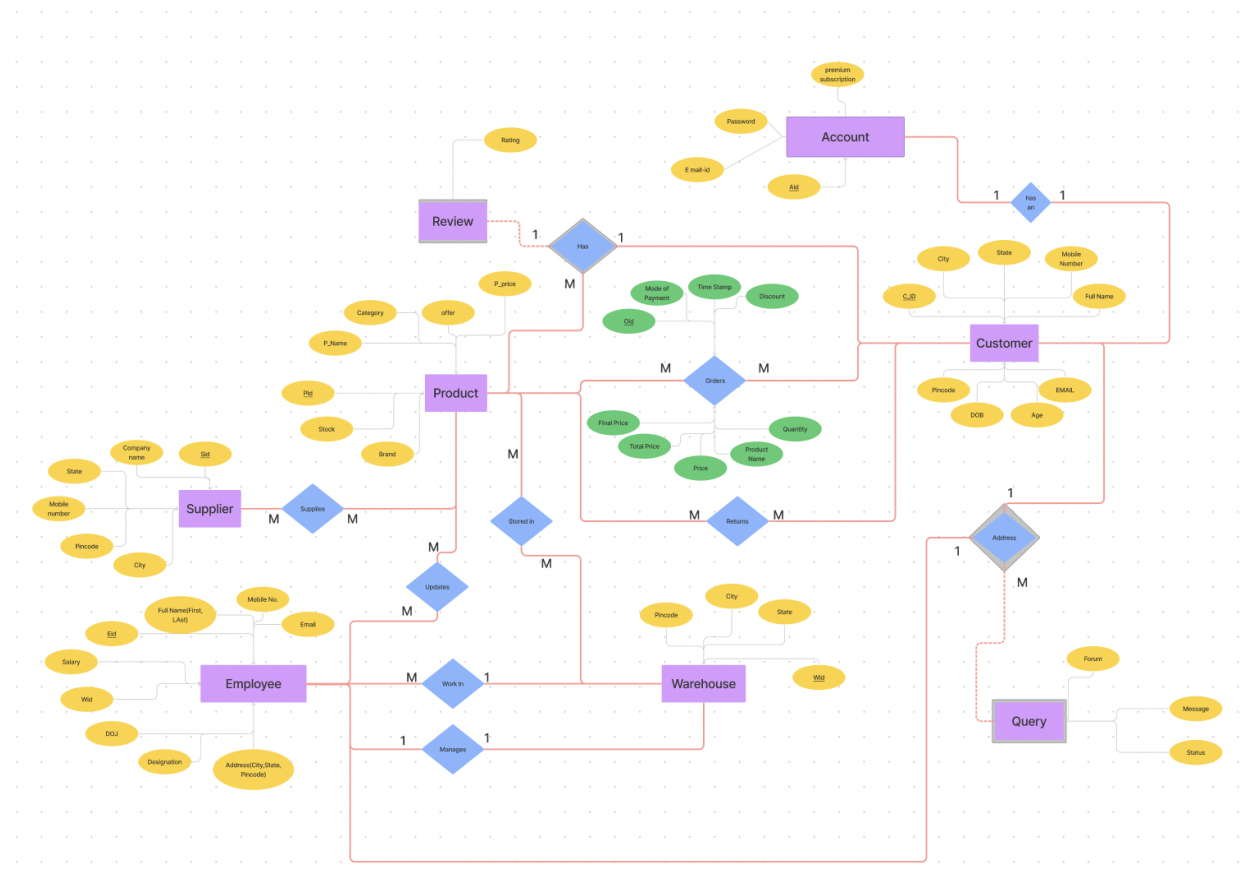 premium
subscription
Password
Account
Rating
E mail-id
Aid
1
has
an
1
Review
1
Has
1
City
State
Mobile
Number
M
P_price
Mode of
Payment
Time Stamp
Discount
C_ID
Full Name
Category
offer
Oid
P_Name
Customer
M
Orders
M
Product
PId
Pincode
EMAIL
DOB
Age
Stock
Final Price
Quantity
Total Price
Product
Name
Price
Brand
Company
name
Sid
M
State
1
Mobile
number
Supplier
M
Supplies
M
Stored in
M
Returns
M
Address
Pincode
M
1
City
M
M
Updates
M
Full Name(First,
LAst)
Mobile No.
Email
Pincode
City
State
Eid
Salary
Employee
M
Work In
1
Warehouse
Wid
Forum
Wid
Message
Query
DOJ
1
Manages
1
Status
Designation
Address(City,State,
Pincode)